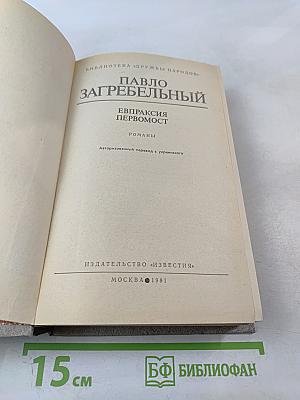 БИБЛИОТЕКА «ДРУЖБЫ НАРОДОВ»
ПАВЛО
ЗАГРЕБЕЛЬНЫЙ
ЕВПРАКСИЯ
ПЕРВОМОСТ
РОМАНЫ
Авторизованный перевод с украинского
ИЗДАТЕЛЬСТВО «ИЗВЕСТИЯ»
МОСКВА 1981
15 см
БФ БИБЛИОФАН